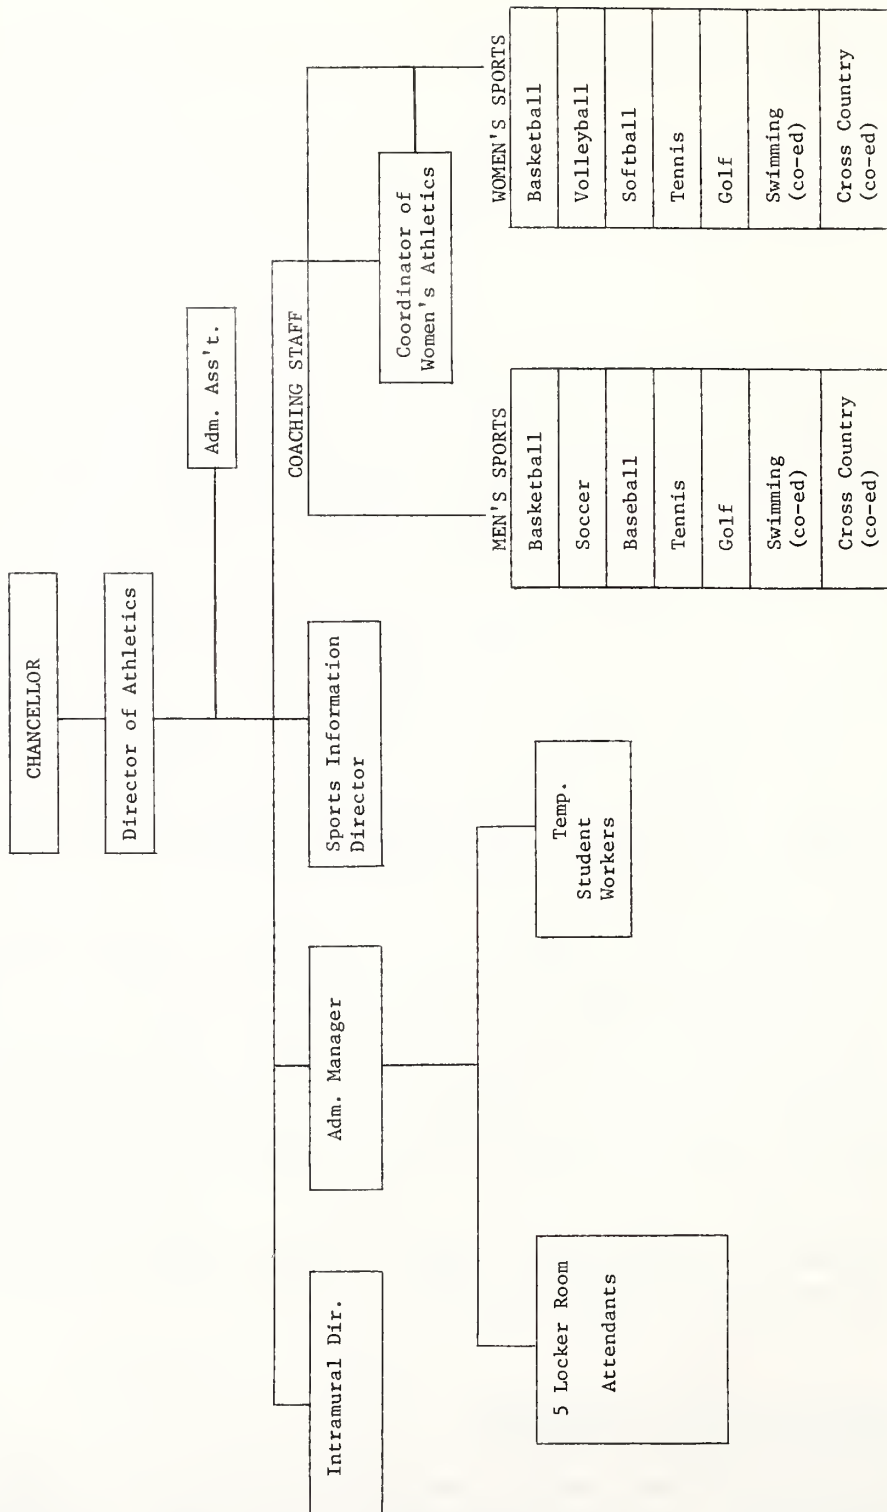 CHANCELLOR
Director of Athletics
Adm. Ass't.
Intramural Dir.
Adm. Manager
Sports Information
Director
COACHING STAFF
Coordinator of
Women's Athletics
5 Locker Room
Attendants
Temp.
Student
Workers
MEN'S SPORTS
Basketball
Soccer
Baseball
Tennis
Golf
Swimming
(co-ed)
Cross Country
(co-ed)
WOMEN'S SPORTS
Basketball
Volleyball
Softball
Tennis
Golf
Swimming
(co-ed)
Cross Country
(co-ed)